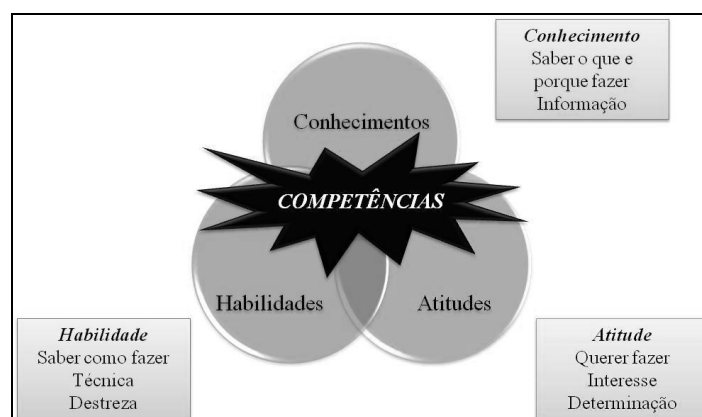 Conhecimento
Saber o que e
porque fazer
Informação
Conhecimentos
COMPETÊNCIAS
Habilidades
Atitudes
Habilidade
Saber como fazer
Técnica
Destreza
Atitude
Querer fazer
Interesse
Determinação